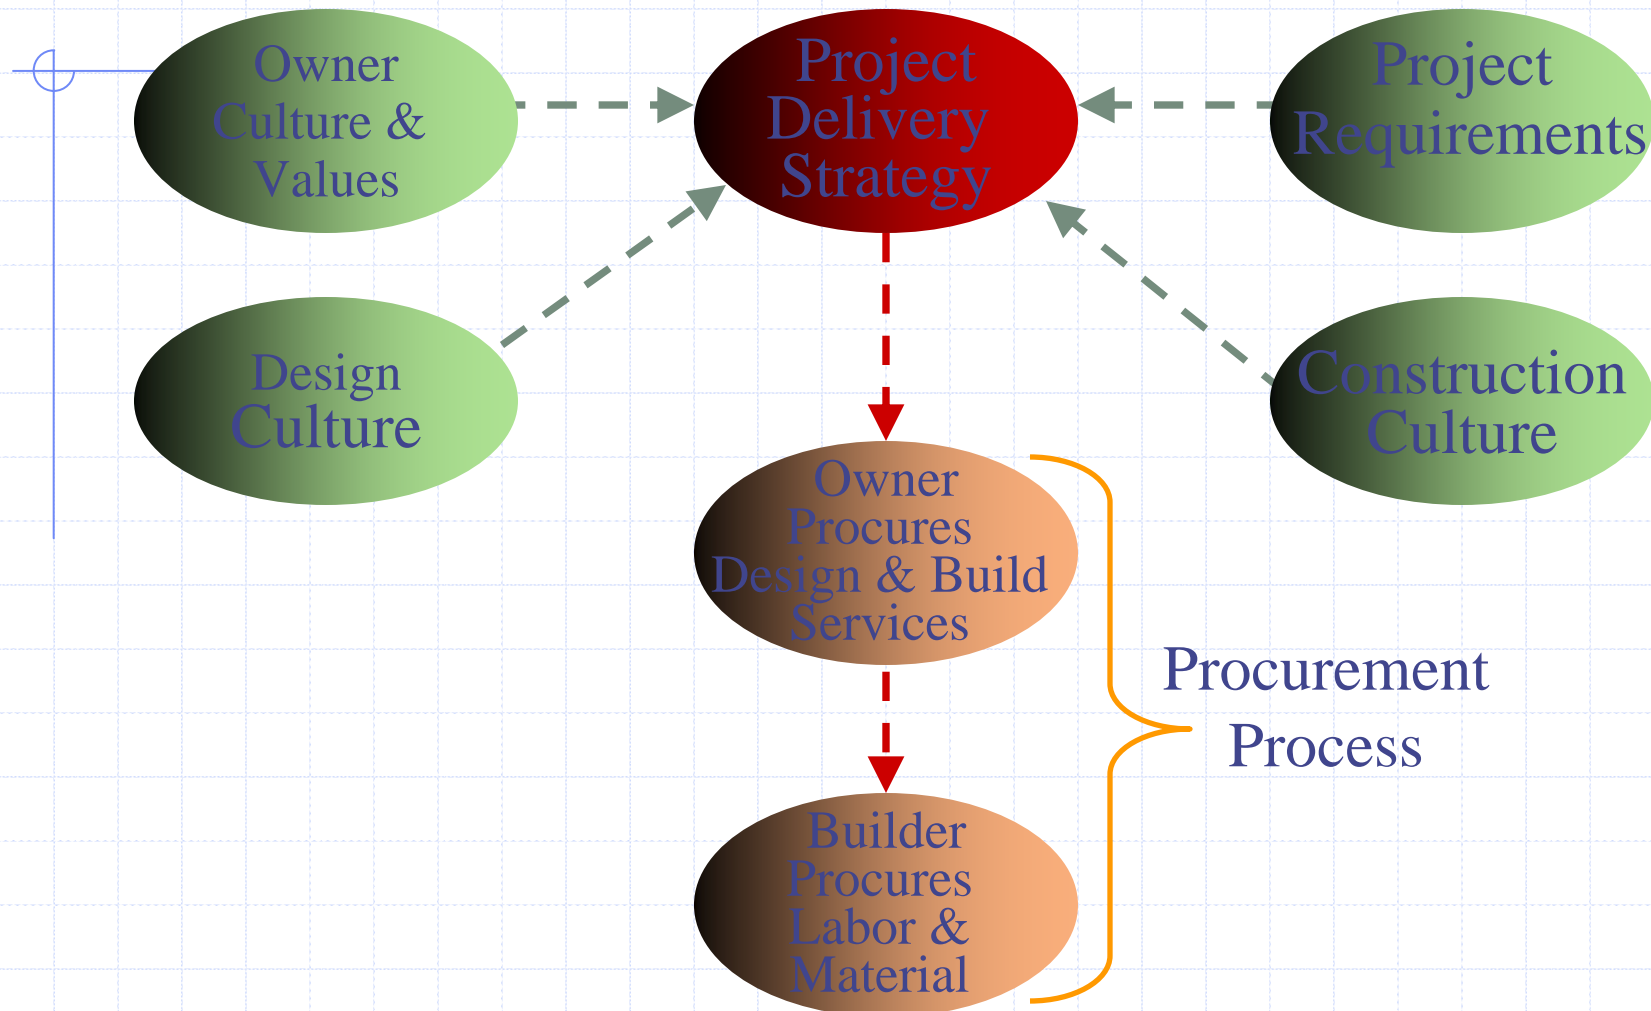 Owner
Culture &
Values
Project
Delivery
Strategy
Project
Requirements
Design
Culture
Construction
Culture
Owner
Procures
Design & Build
Services
Procurement
Process
Builder
Procures
Labor &
Material